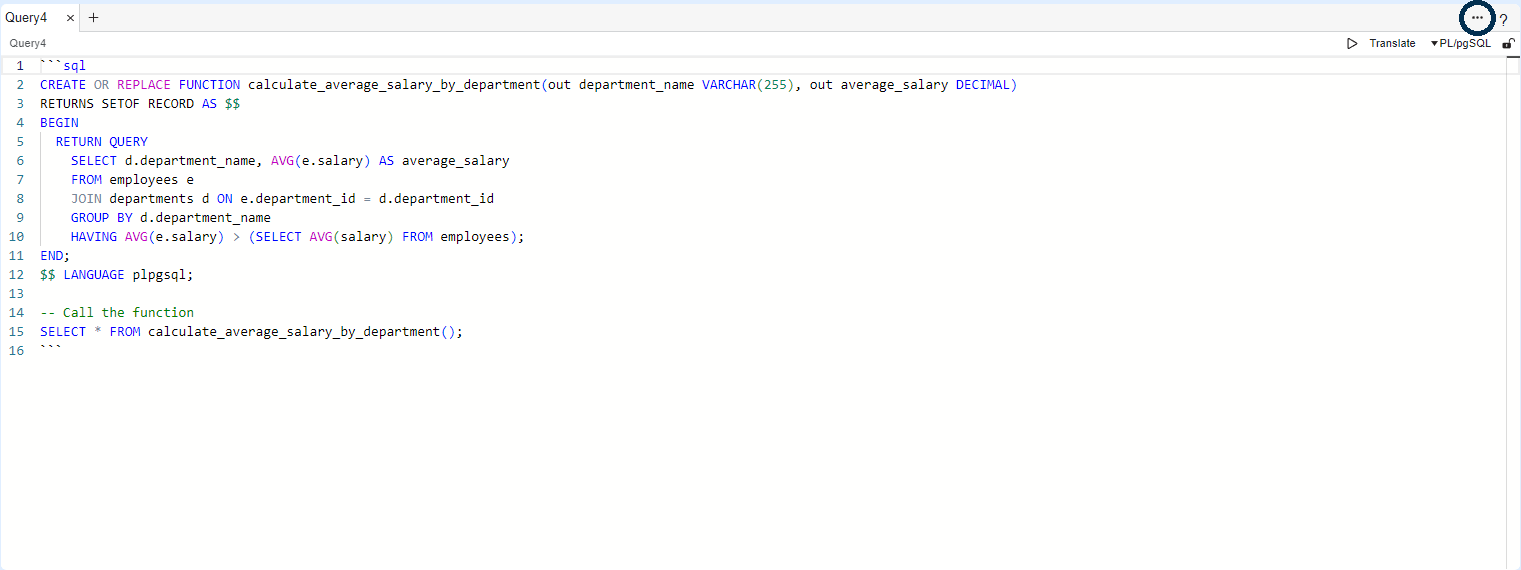 Query4 × +
··· ?
Query4
Translate ▾PL/pgSQL
1 ```sql
2 CREATE OR REPLACE FUNCTION calculate_average_salary_by_department(out department_name VARCHAR(255), out average_salary DECIMAL)
3 RETURNS SETOF RECORD AS $$
4 BEGIN
5 RETURN QUERY
6 SELECT d.department_name, AVG(e.salary) AS average_salary
7 FROM employees e
8 JOIN departments d ON e.department_id = d.department_id
9 GROUP BY d.department_name
10 HAVING AVG(e.salary) > (SELECT AVG(salary) FROM employees);
11 END;
12 $$ LANGUAGE plpgsql;
13
14 -- Call the function
15 SELECT * FROM calculate_average_salary_by_department();
16 ```